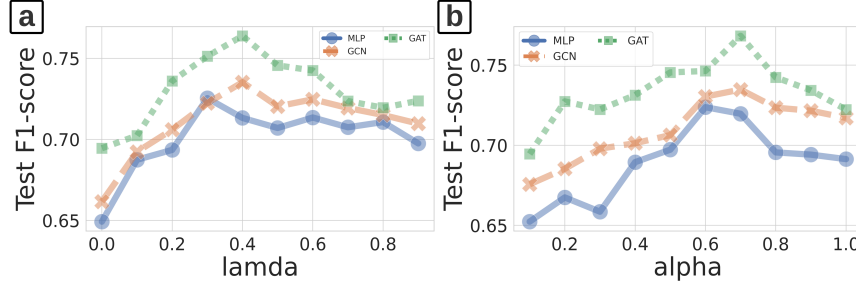 a
MLP
GAT
GCN
0.75
0.70
0.65
Test F1-score
0.0 0.2 0.4 0.6 0.8
lamda
b
MLP
GAT
GCN
0.75
0.70
0.65
Test F1-score
0.2 0.4 0.6 0.8 1.0
alpha